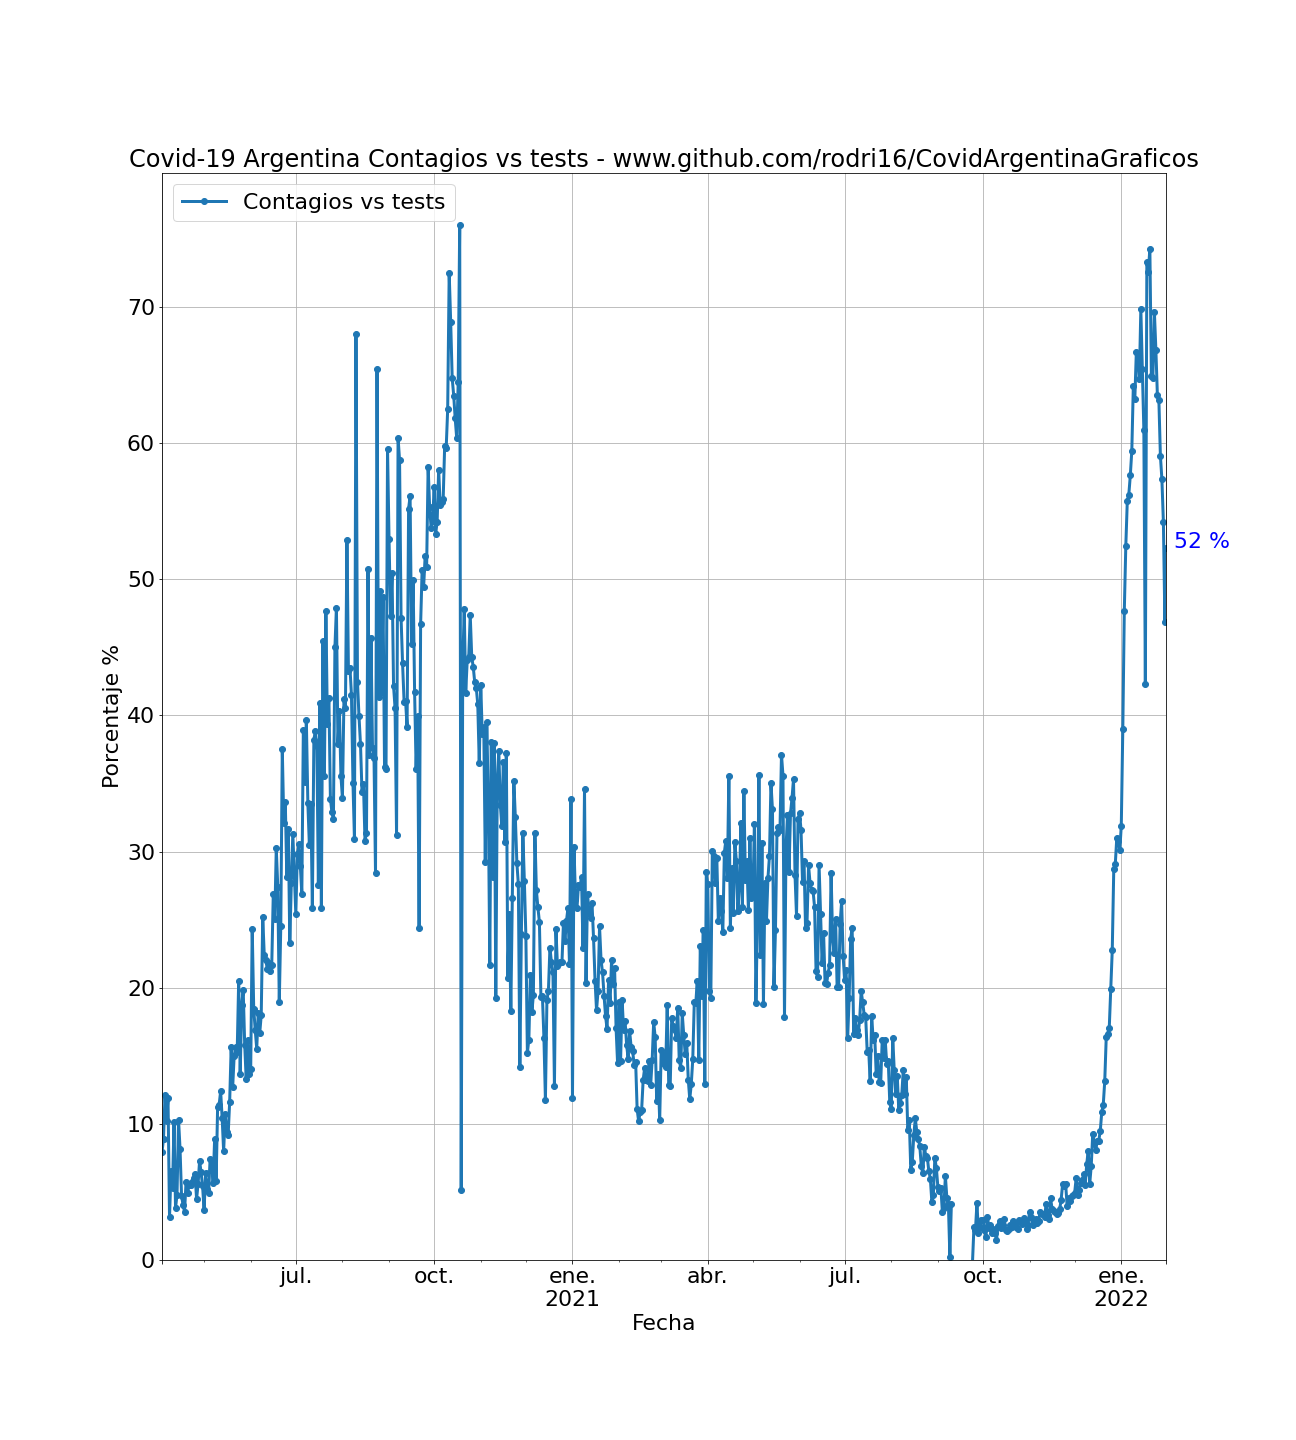 Covid-19 Argentina Contagios vs tests - www.github.com/rodri16/CovidArgentinaGraficos
Contagios vs tests
70
60
50
40
30
20
10
0
Porcentaje %
52 %
jul.
oct.
ene.
2021
abr.
jul.
oct.
ene.
2022
Fecha